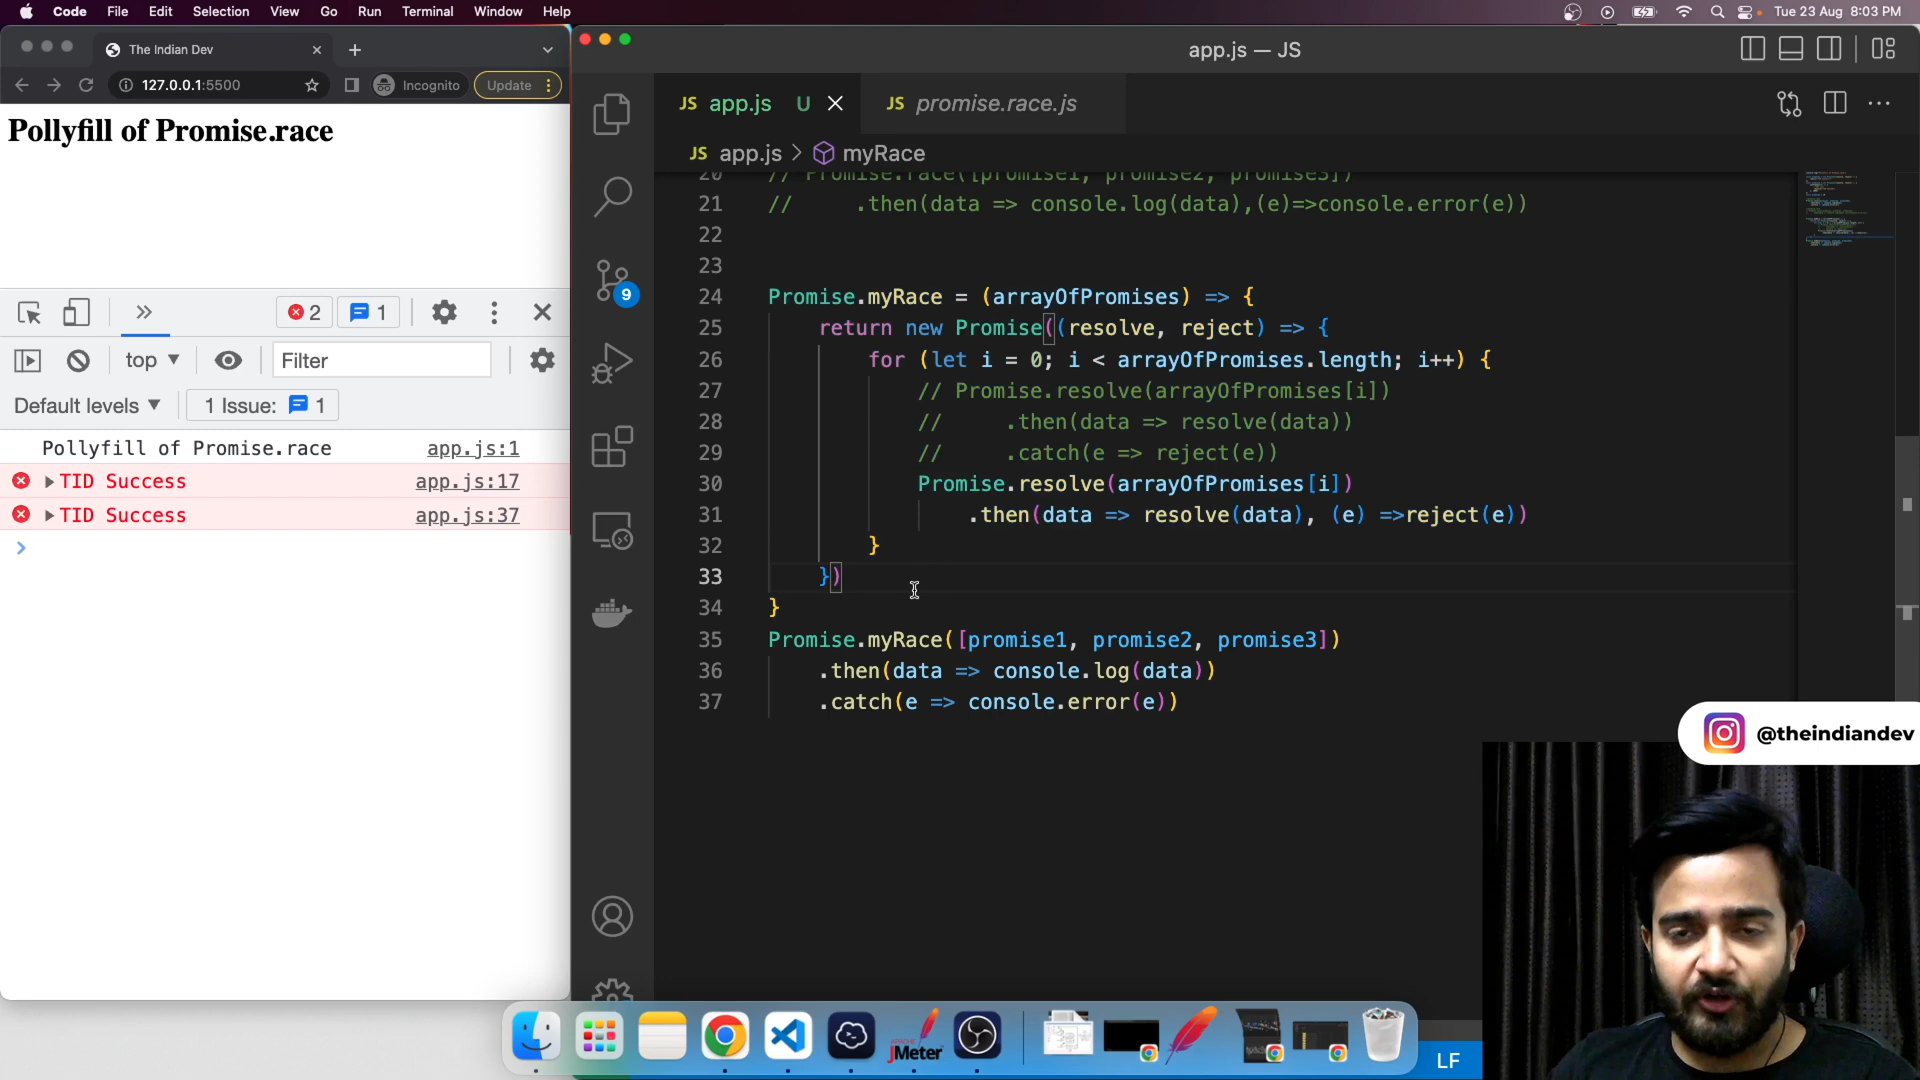 Code File Edit Selection View Go Run Terminal Window Help Tue 23 Aug 8:03 PM
The Indian Dev
127.0.0.1:5500 Incognito Update
Pollyfill of Promise.race
2 1
top ▼ Filter
Default levels ▼ 1 Issue: 1
Pollyfill of Promise.race app.js:1
TID Success app.js:17
TID Success app.js:37
app.js — JS
JS app.js U JS promise.race.js
JS app.js > myRace
9
20 // Promise.race([promise1, promise2, promise3])
21 // .then(data => console.log(data),(e)=>console.error(e))
22
23
24 Promise.myRace = (arrayOfPromises) => {
25 return new Promise((resolve, reject) => {
26 for (let i = 0; i < arrayOfPromises.length; i++) {
27 // Promise.resolve(arrayOfPromises[i])
28 // .then(data => resolve(data))
29 // .catch(e => reject(e))
30 Promise.resolve(arrayOfPromises[i])
31 .then(data => resolve(data), (e) =>reject(e))
32 }
33 })
34 }
35 Promise.myRace([promise1, promise2, promise3])
36 .then(data => console.log(data))
37 .catch(e => console.error(e))
@theindiandev
JMeter
LF